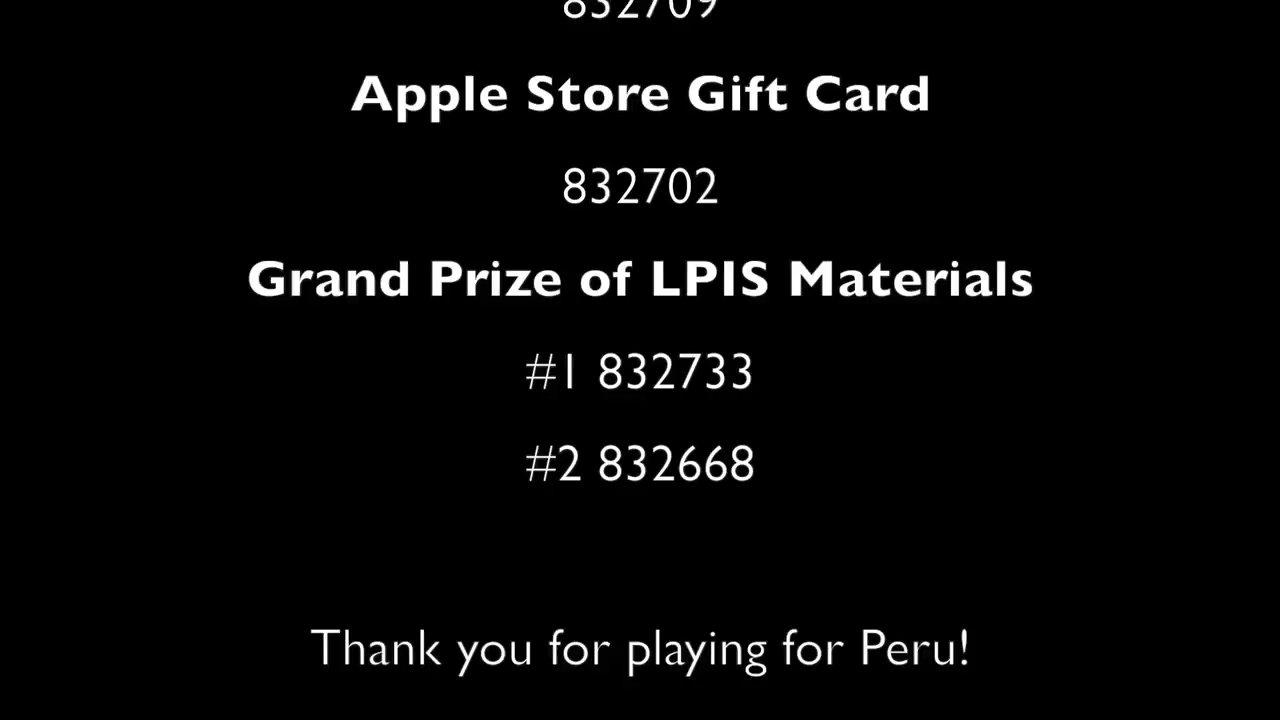 832709
Apple Store Gift Card
832702
Grand Prize of LPIS Materials
#1 832733
#2 832668
Thank you for playing for Peru!